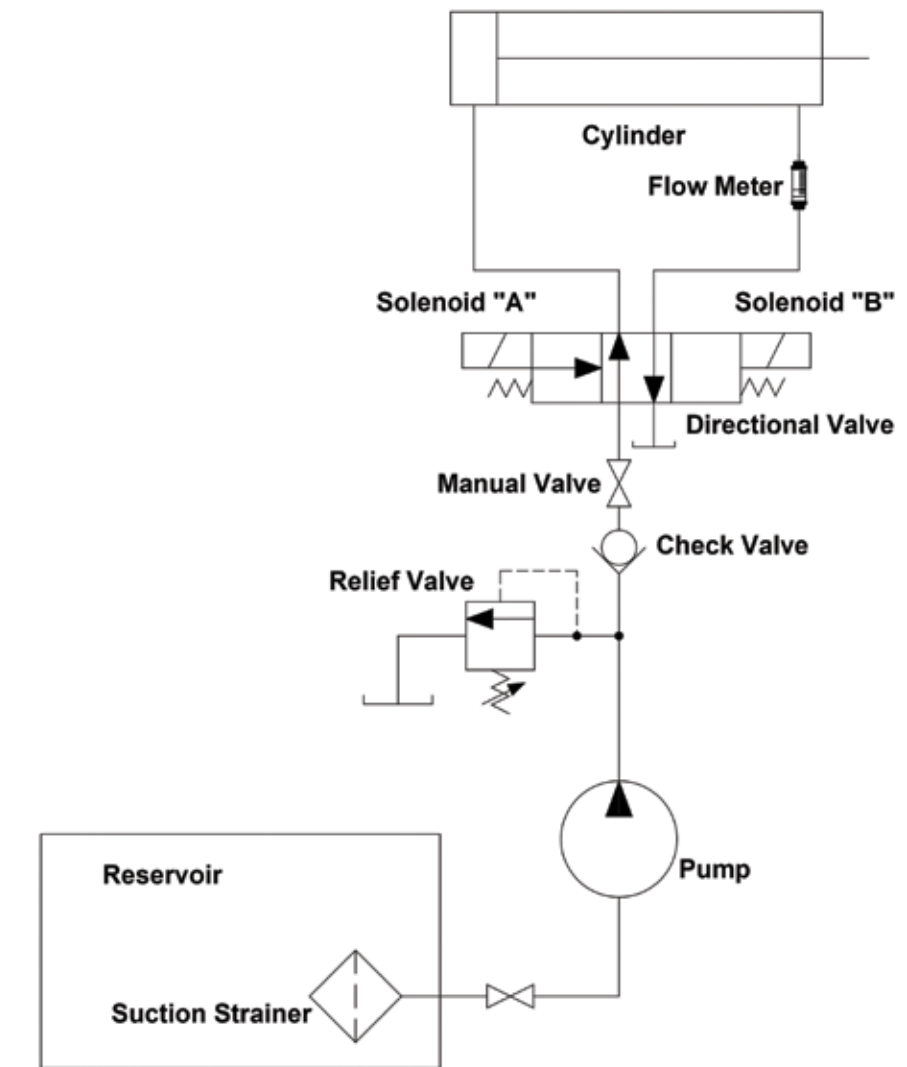 Cylinder
Flow Meter
Solenoid "A"
Solenoid "B"
Directional Valve
Manual Valve
Check Valve
Relief Valve
Pump
Reservoir
Suction Strainer